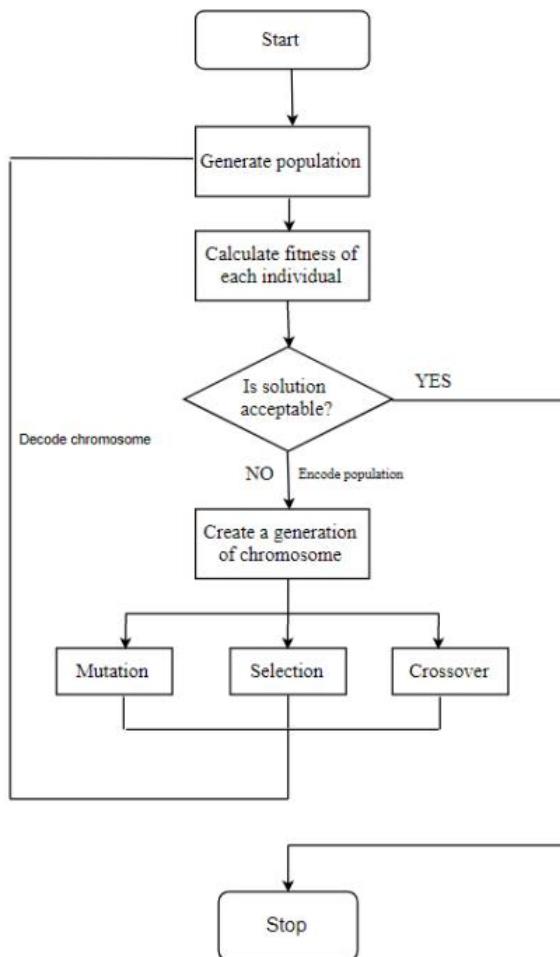 Start
Generate population
Calculate fitness of
each individual
Is solution
acceptable?
YES
Decode chromosome
NO
Encode population
Create a generation
of chromosome
Mutation
Selection
Crossover
Stop